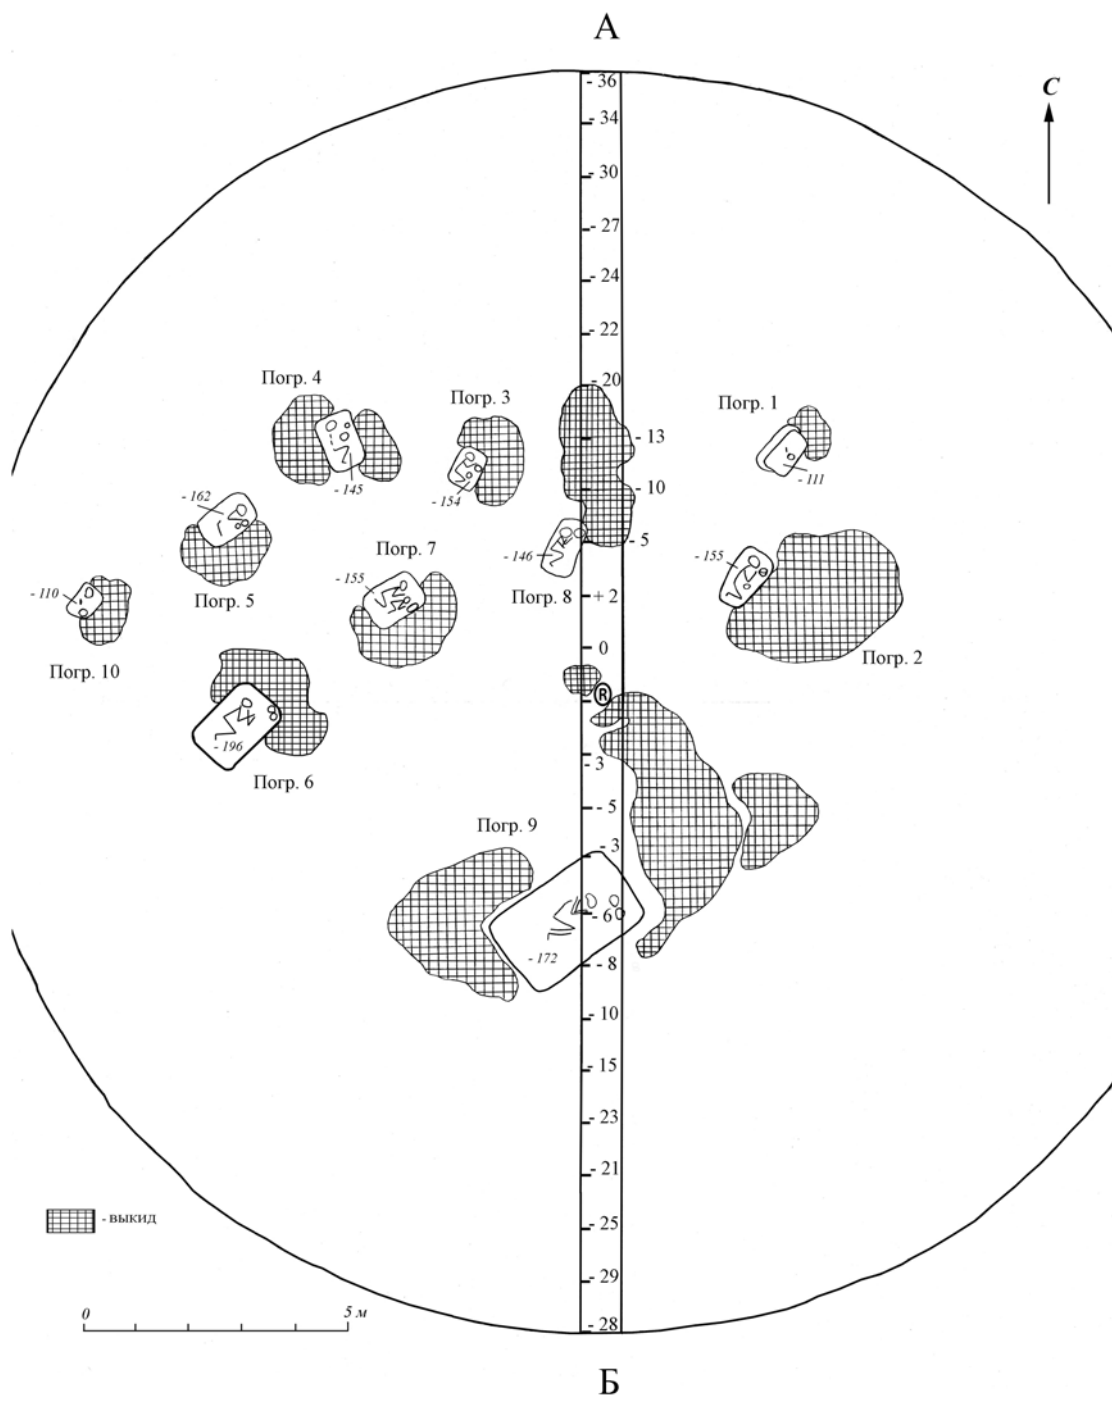 А
С
- 36
- 34
- 30
- 27
- 24
- 22
Погр. 4
- 20
Погр. 3
Погр. 1
- 13
- 145
- 154
- 10
- 111
- 162
- 5
Погр. 7
- 146
- 155
- 155
- 110
Погр. 5
Погр. 8
+ 2
0
Погр. 2
Погр. 10
R
- 196
- 3
Погр. 6
- 5
Погр. 9
- 3
- 6
- 172
- 8
- 10
- 15
- 23
- 21
- выкид
- 25
- 29
0
5 м
- 28
Б